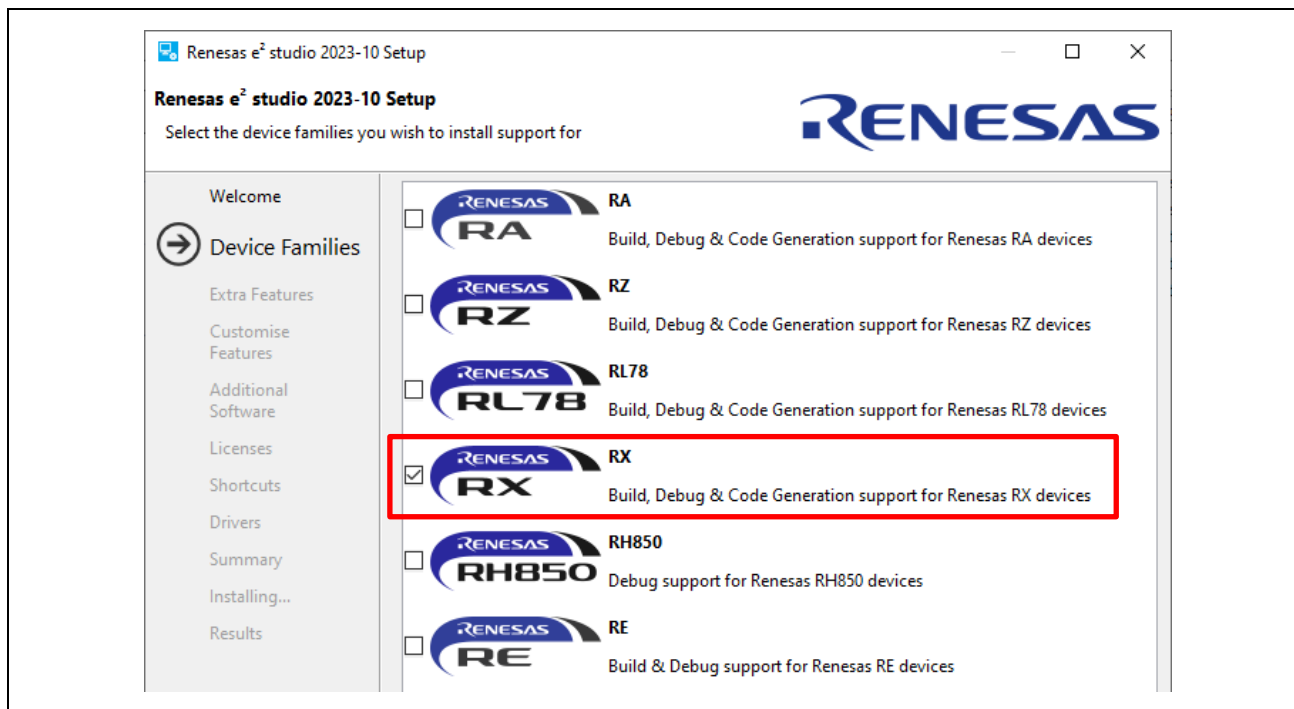 Renesas e² studio 2023-10 Setup
Renesas e² studio 2023-10 Setup
Select the device families you wish to install support for
RENESAS
Welcome
Device Families
Extra Features
Customise
Features
Additional
Software
Licenses
Shortcuts
Drivers
Summary
Installing...
Results
RENESAS
RA
RA
Build, Debug & Code Generation support for Renesas RA devices
RENESAS
RZ
RZ
Build, Debug & Code Generation support for Renesas RZ devices
RENESAS
RL78
RL78
Build, Debug & Code Generation support for Renesas RL78 devices
RENESAS
RX
RX
Build, Debug & Code Generation support for Renesas RX devices
RENESAS
RH850
RH850
Debug support for Renesas RH850 devices
RENESAS
RE
RE
Build & Debug support for Renesas RE devices